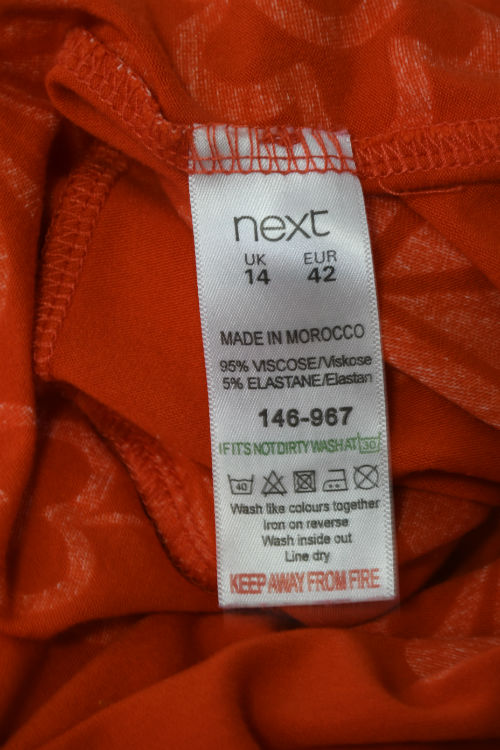 next
UK EUR
14 42
MADE IN MOROCCO
95% VISCOSE/Viskose
5% ELASTANE/Elastan
146-967
IF IT'S NOT DIRTY WASH AT 30
40
Wash like colours together
Iron on reverse
Wash inside out
Line dry
KEEP AWAY FROM FIRE